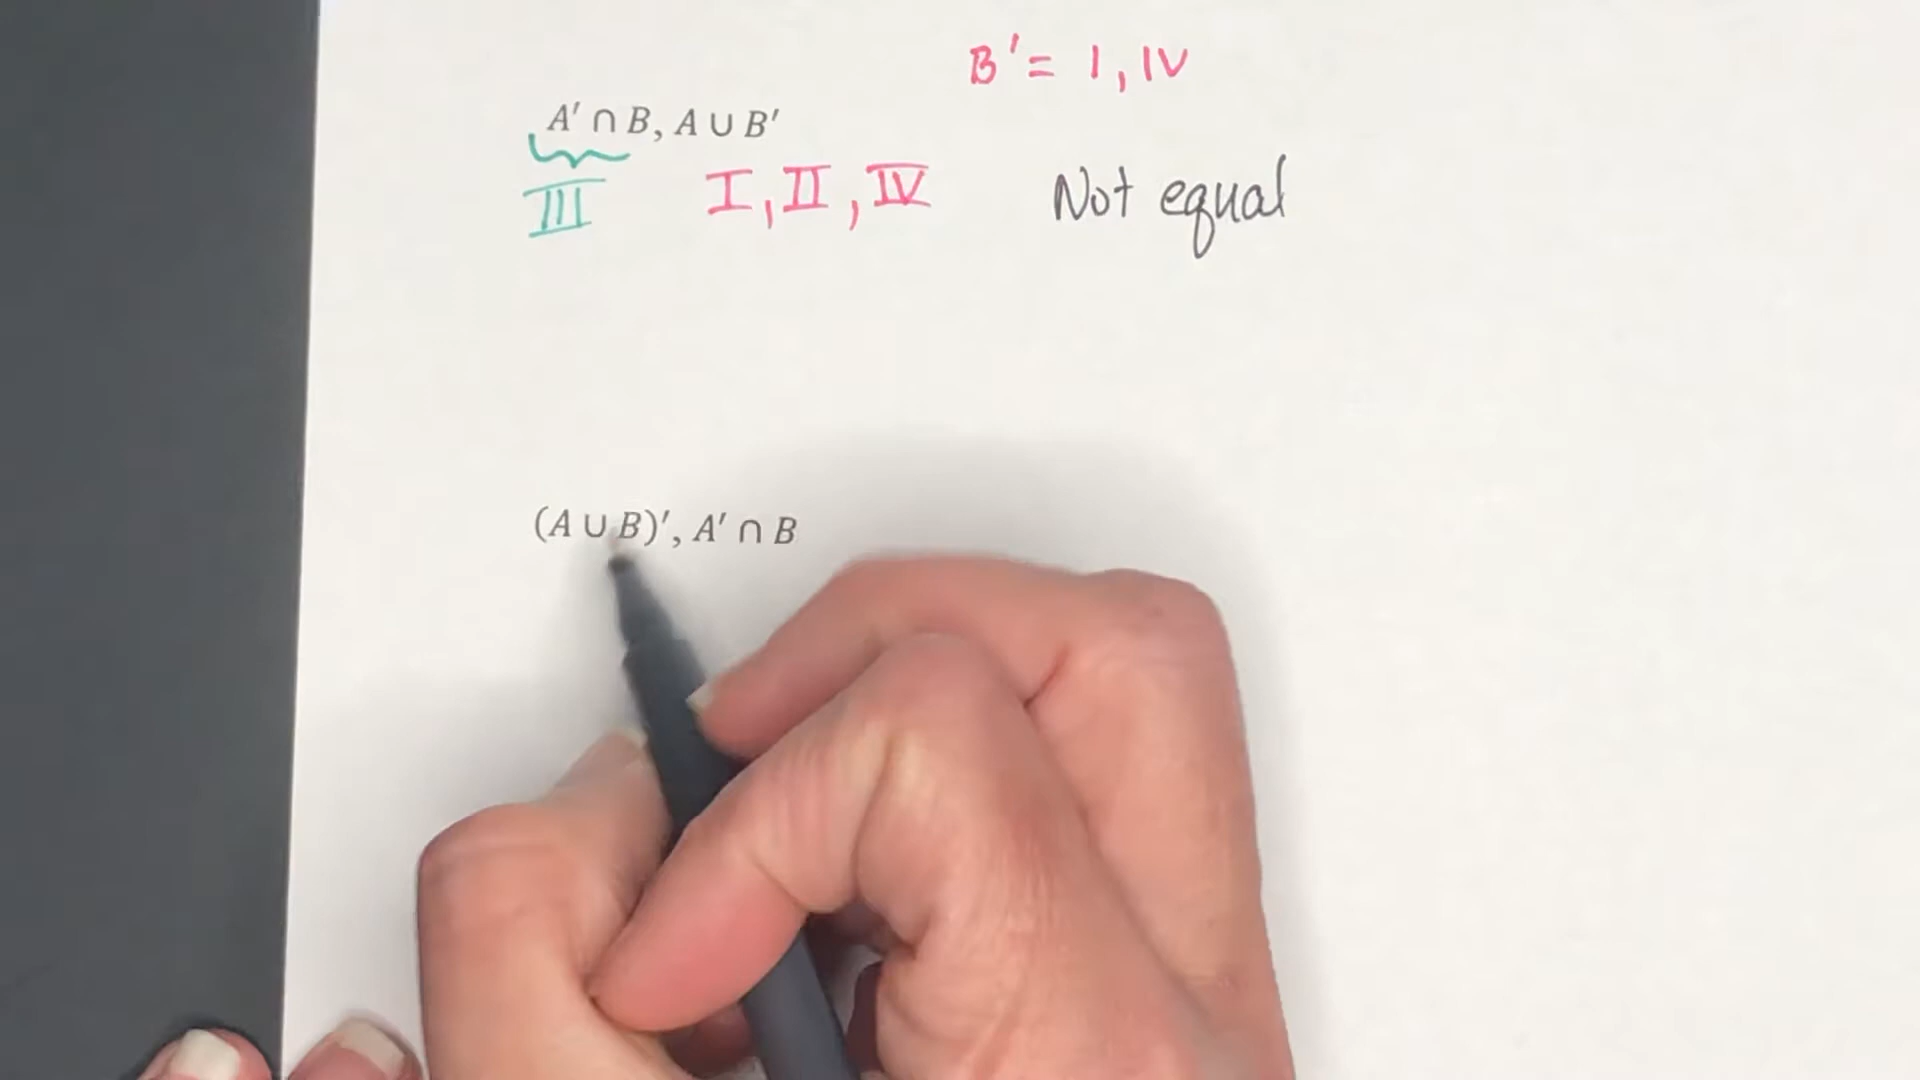 B′ = I, IV
A′ ∩ B, A ∪ B′
III I, II, IV Not equal
(A ∪ B)′, A′ ∩ B